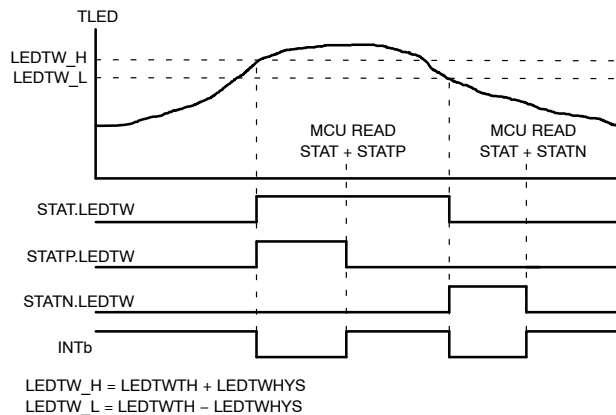 TLED
LEDTW_H
LEDTW_L
MCU READ
STAT + STATP
MCU READ
STAT + STATN
STAT.LEDTW
STATP.LEDTW
STATN.LEDTW
INTb
LEDTW_H = LEDTWTH + LEDTWHYS
LEDTW_L = LEDTWTH − LEDTWHYS